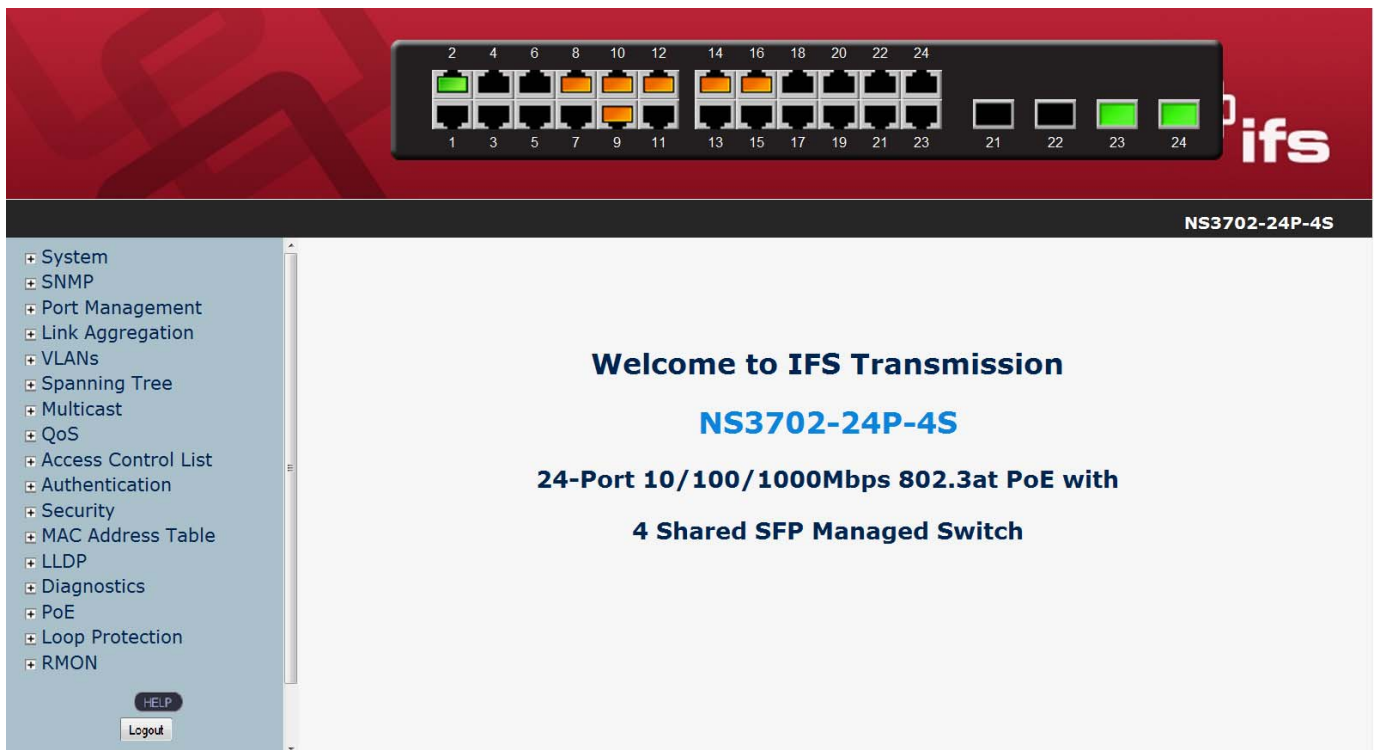 2 4 6 8 10 12 14 16 18 20 22 24
1 3 5 7 9 11 13 15 17 19 21 23 21 22 23 24
ifs
NS3702-24P-4S
System
SNMP
Port Management
Link Aggregation
VLANs
Spanning Tree
Multicast
QoS
Access Control List
Authentication
Security
MAC Address Table
LLDP
Diagnostics
PoE
Loop Protection
RMON
HELP
Logout
Welcome to IFS Transmission
NS3702-24P-4S
24-Port 10/100/1000Mbps 802.3at PoE with
4 Shared SFP Managed Switch